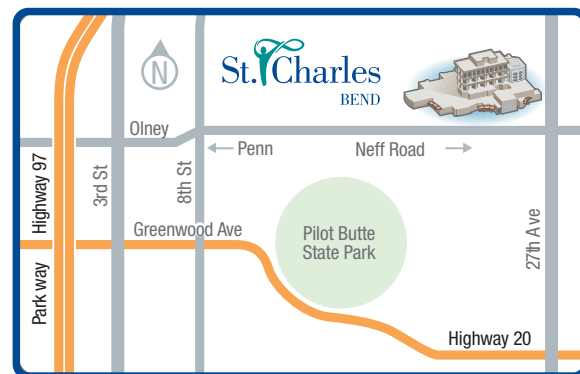 St. Charles
BEND
N
Olney
Penn
Neff Road
Highway 97
3rd St
8th St
Greenwood Ave
Pilot Butte
State Park
27th Ave
Park way
Highway 20